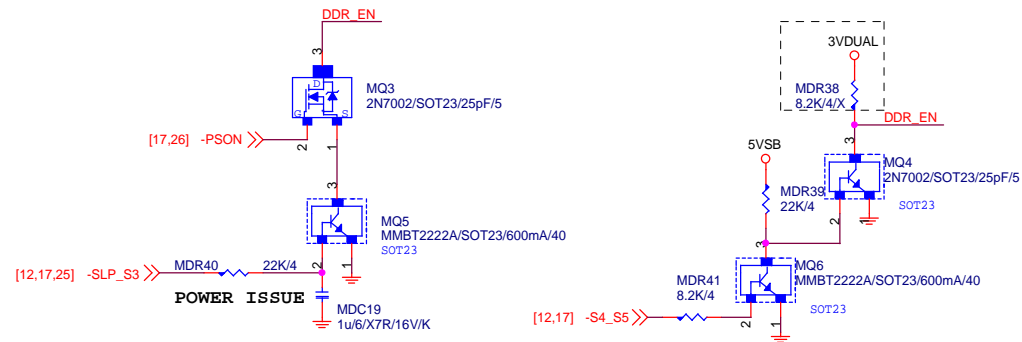 DDR_EN
3
D
G
S
MQ3
2N7002/SOT23/25pF/5
[17,26] -PSON
2
1
3
MQ5
MMBT2222A/SOT23/600mA/40
SOT23
[12,17,25] -SLP_S3
MDR40
22K/4
2
1
POWER ISSUE
MDC19
1u/6/X7R/16V/K
3VDUAL
MDR38
8.2K/4/X
DDR_EN
3
MQ4
2N7002/SOT23/25pF/5
SOT23
5VSB
MDR39
22K/4
2
1
3
MQ6
MMBT2222A/SOT23/600mA/40
SOT23
MDR41
8.2K/4
[12,17] -S4_S5
2
1